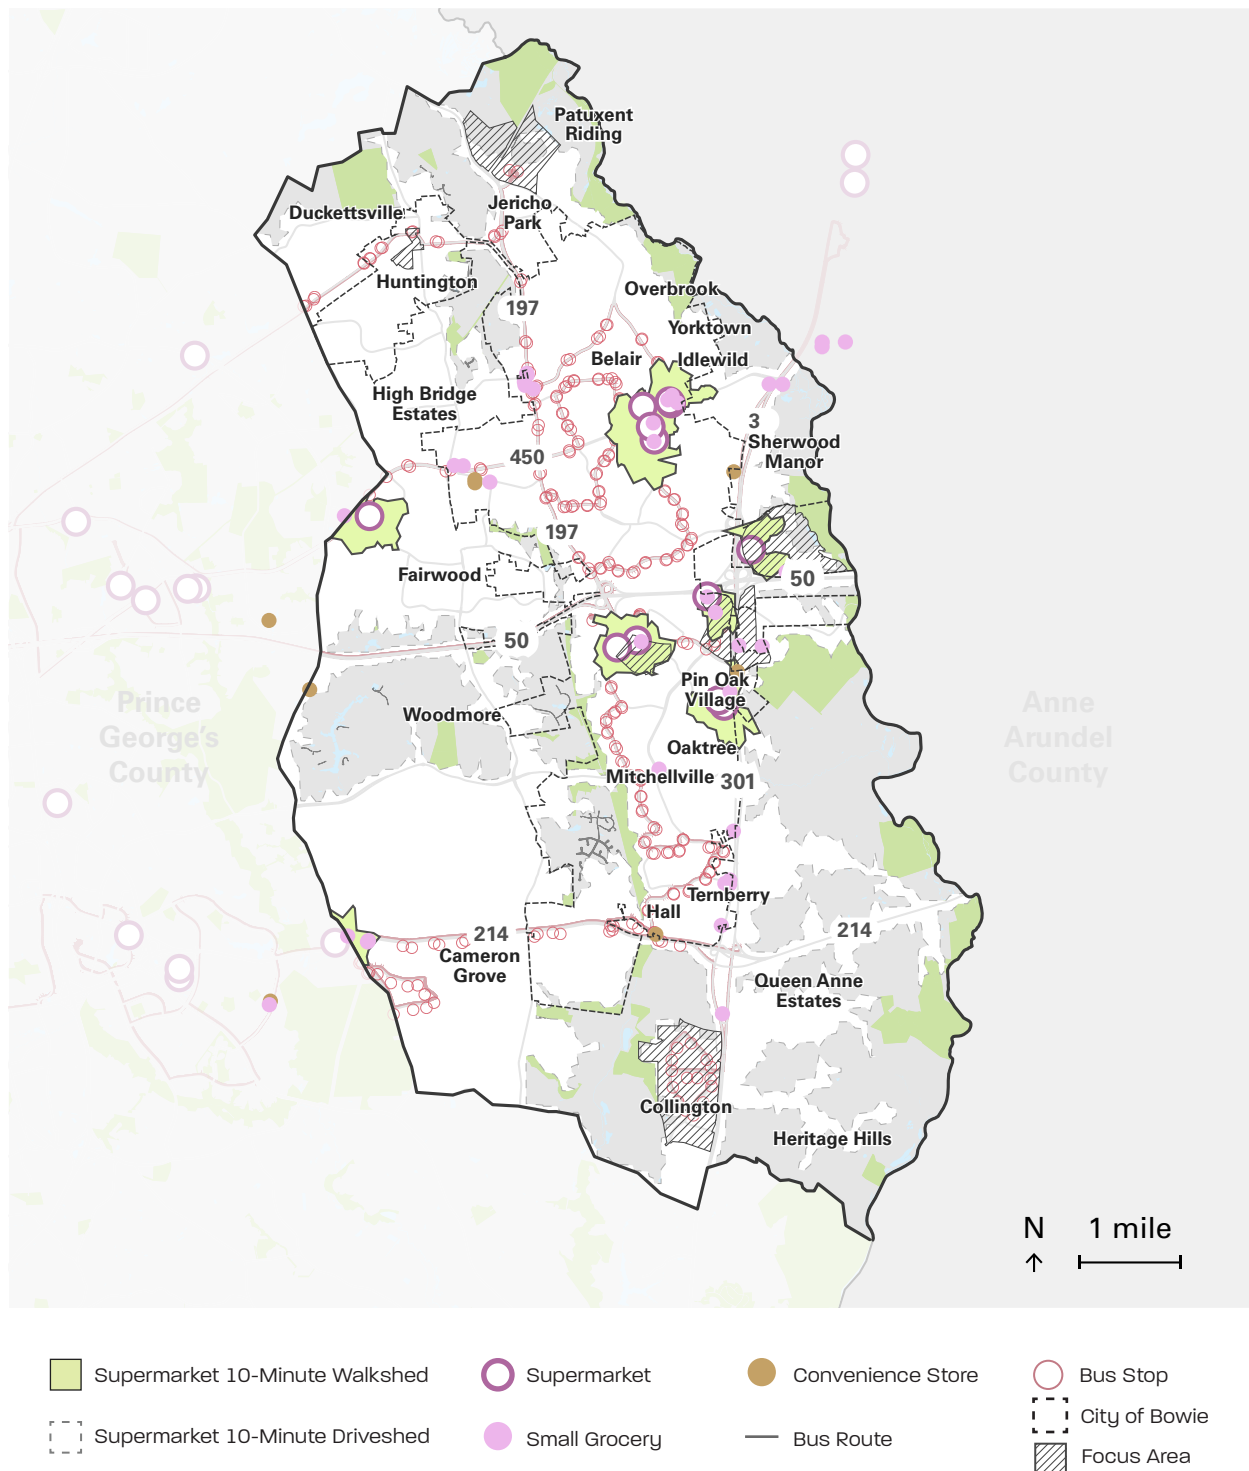 Patuxent
Riding
Duckettsville
Jericho
Park
Huntington
197
Overbrook
Yorktown
Belair
Idlewild
High Bridge
Estates
3
Sherwood
Manor
450
197
Fairwood
50
50
Prince
George's
County
Woodmore
Pin Oak
Village
Anne
Arundel
County
Oaktree
Mitchellville
301
Ternberry
Hall
214
214
Cameron
Grove
Queen Anne
Estates
Collington
Heritage Hills
N
1 mile
Supermarket 10-Minute Walkshed
Supermarket
Convenience Store
Bus Stop
City of Bowie
Supermarket 10-Minute Driveshed
Small Grocery
Bus Route
Focus Area